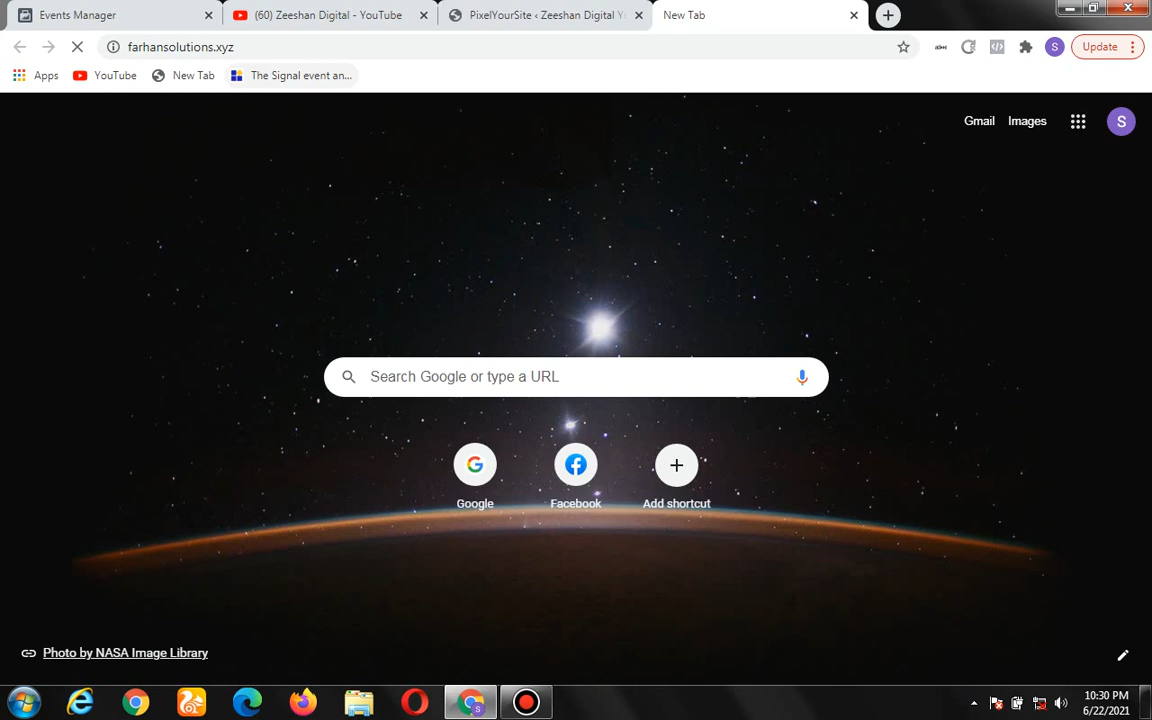 Events Manager
(60) Zeeshan Digital - YouTube
PixelYourSite ‹ Zeeshan Digital Y
New Tab
farhansolutions.xyz
Update
Apps
YouTube
New Tab
The Signal event an...
Gmail
Images
S
Search Google or type a URL
Google
Facebook
Add shortcut
Photo by NASA Image Library
10:30 PM
6/22/2021